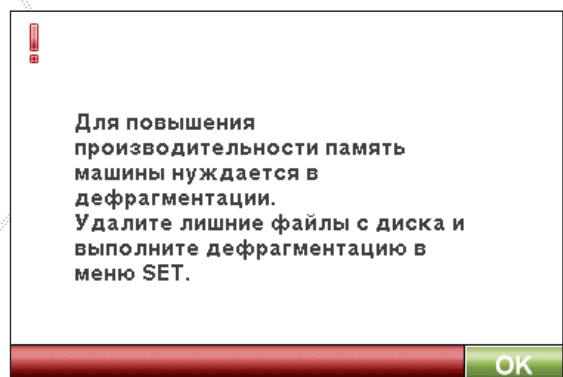 Для повышения
производительности память
машины нуждается в
дефрагментации.
Удалите лишние файлы с диска и
выполните дефрагментацию в
меню SET.
OK